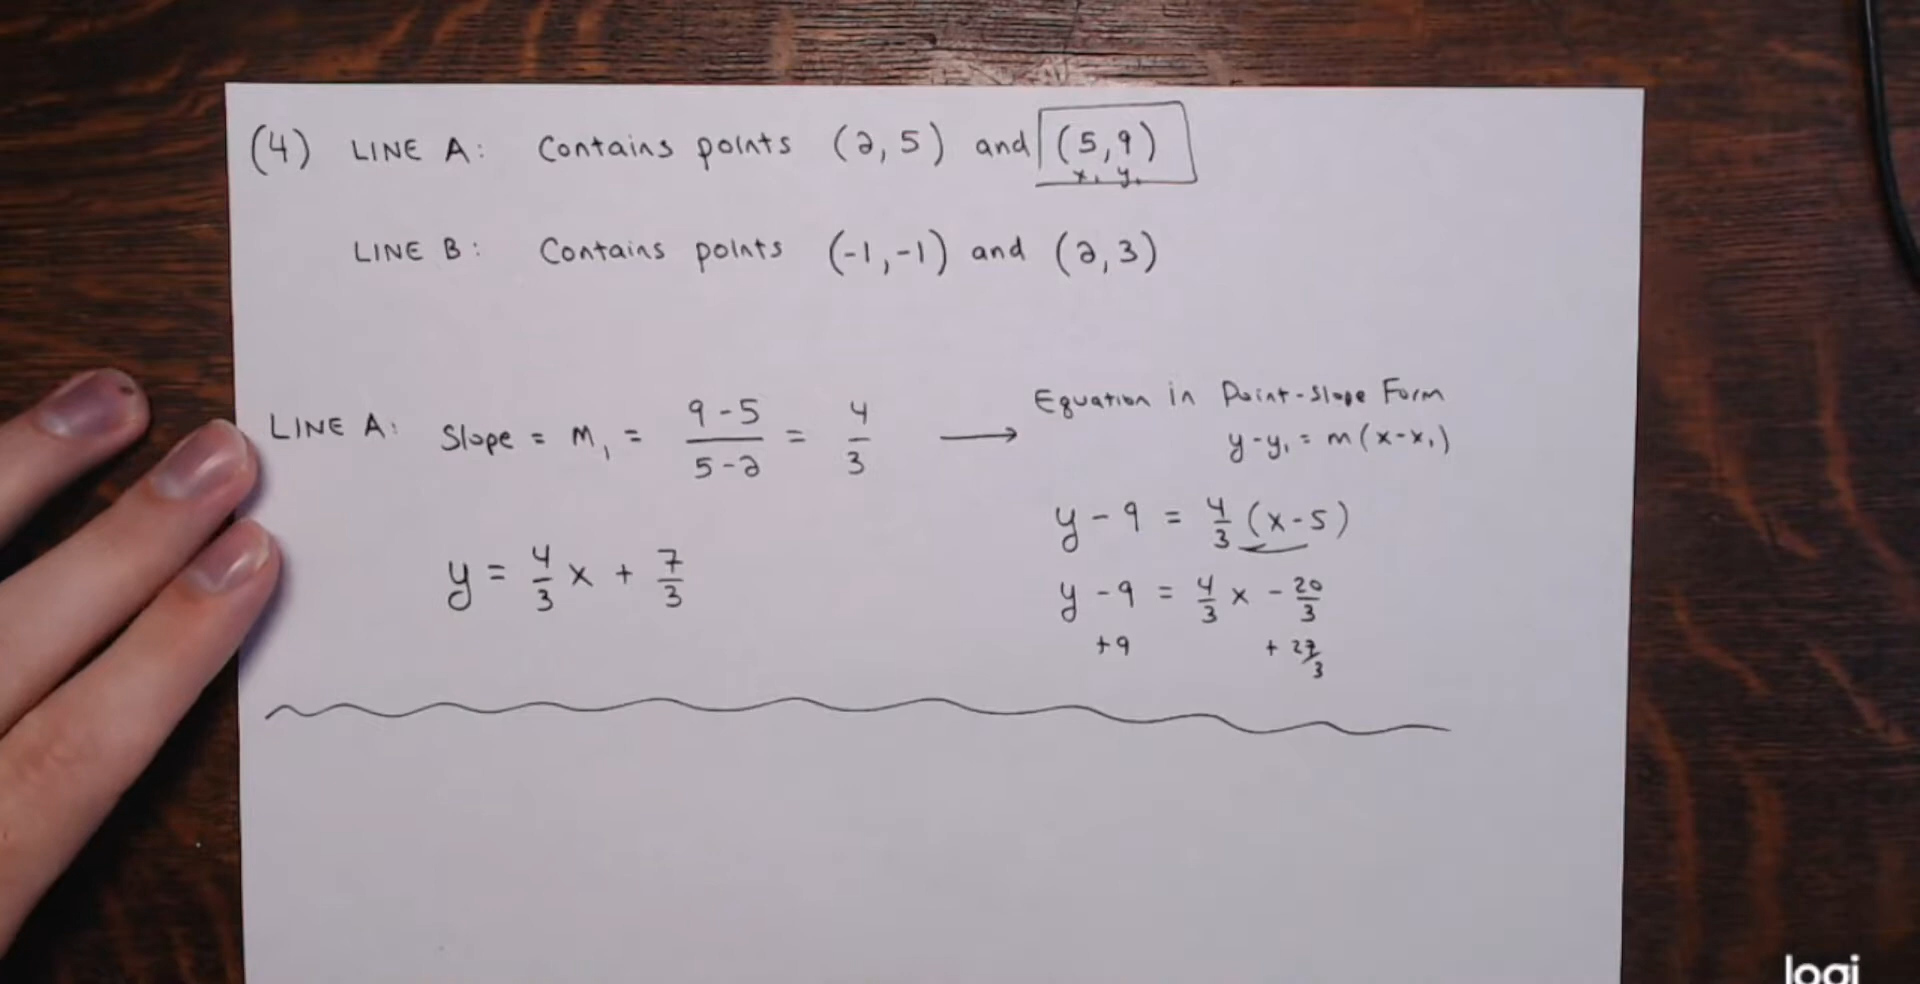 (4) LINE A: Contains points (2, 5) and (5, 9)
x₁ y₁
LINE B: Contains points (-1, -1) and (2, 3)
LINE A: Slope = m₁ = (9 - 5)/(5 - 2) = 4/3 →
Equation in Point-Slope Form
y - y₁ = m(x - x₁)
y - 9 = 4/3 (x - 5)
y - 9 = 4/3 x - 20/3
+9 + 27/3
y = 4/3 x + 7/3
logi